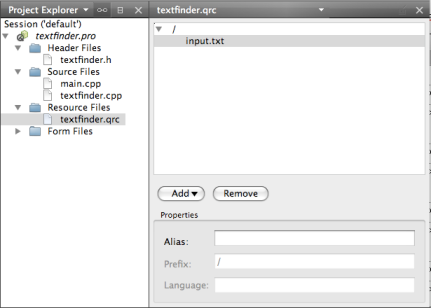 Project Explorer
textfinder.qrc
Session ('default')
textfinder.pro
Header Files
textfinder.h
Source Files
main.cpp
textfinder.cpp
Resource Files
textfinder.qrc
Form Files
/
input.txt
Add
Remove
Properties
Alias:
Prefix: /
Language: